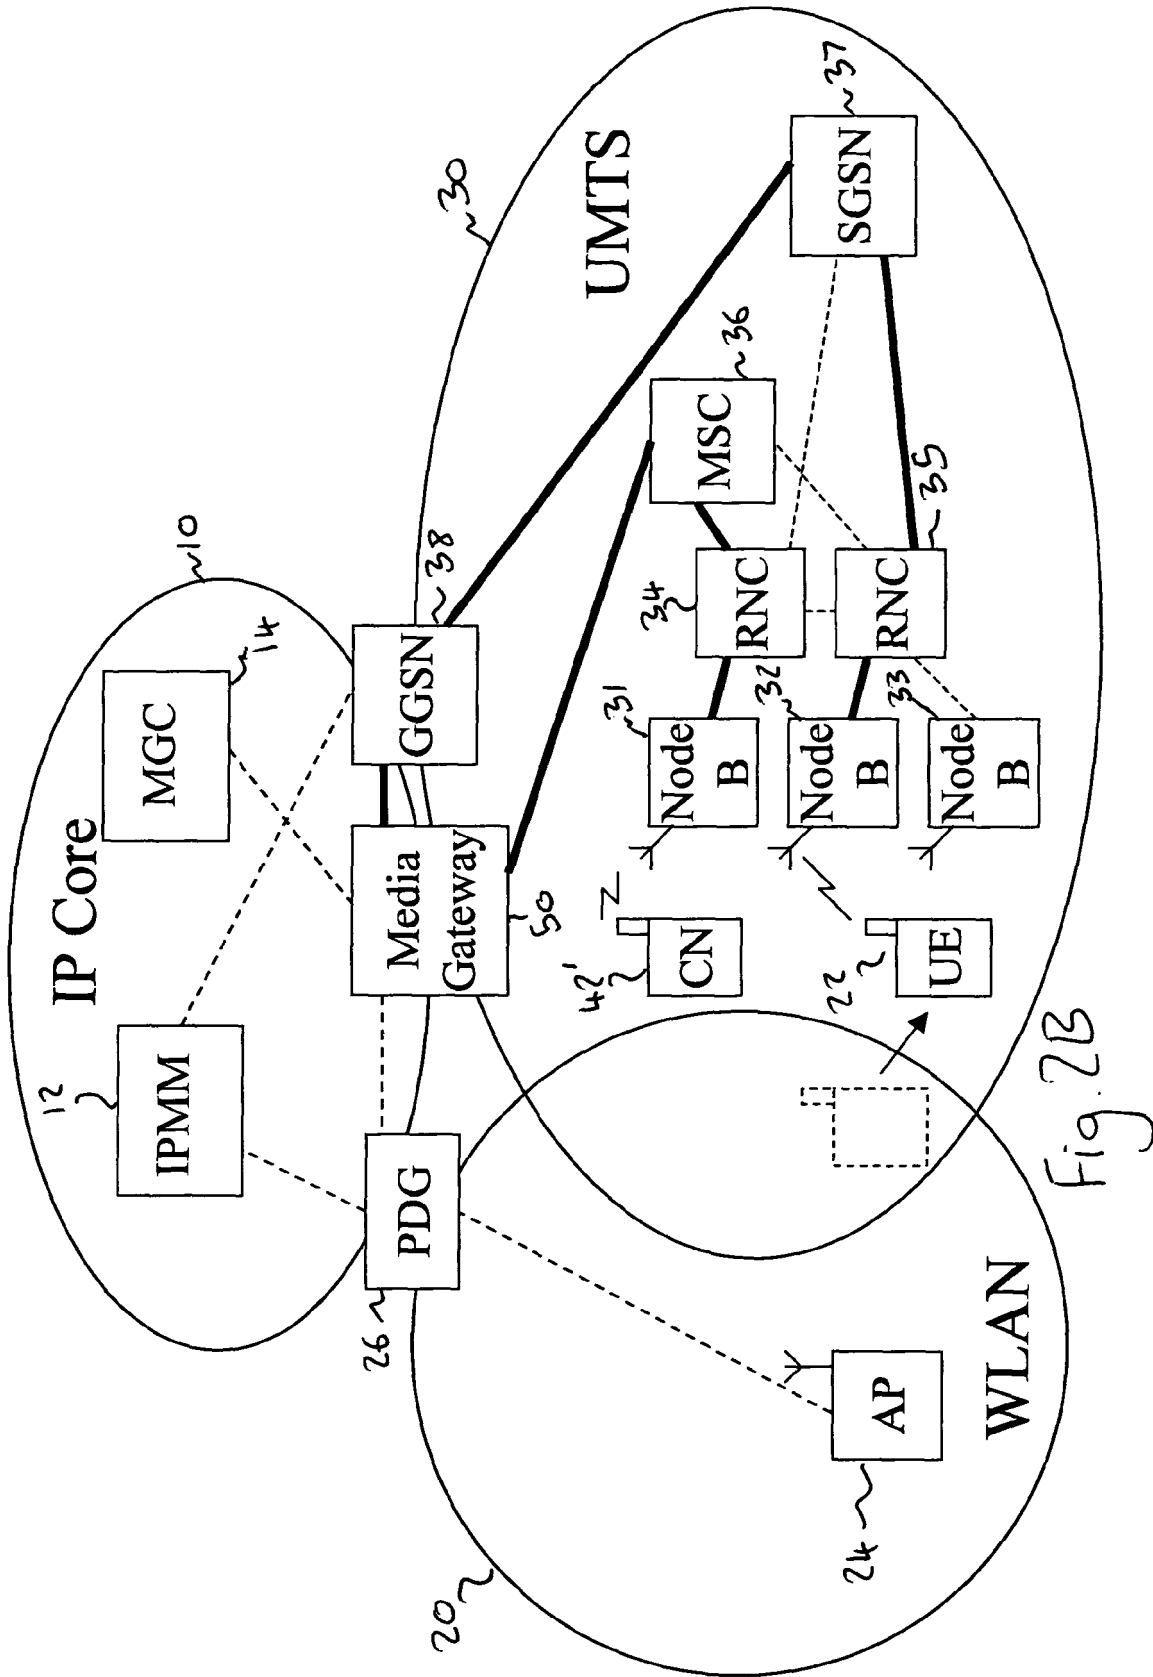 IP Core
10
12
IPMM
MGC
14
26
PDG
Media
Gateway
50
GGSN
38
30
UMTS
20
WLAN
24
AP
42'
CN
22
UE
31
Node
B
32
Node
B
33
Node
B
34
RNC
RNC
35
MSC
36
SGSN
37
Fig. 2B